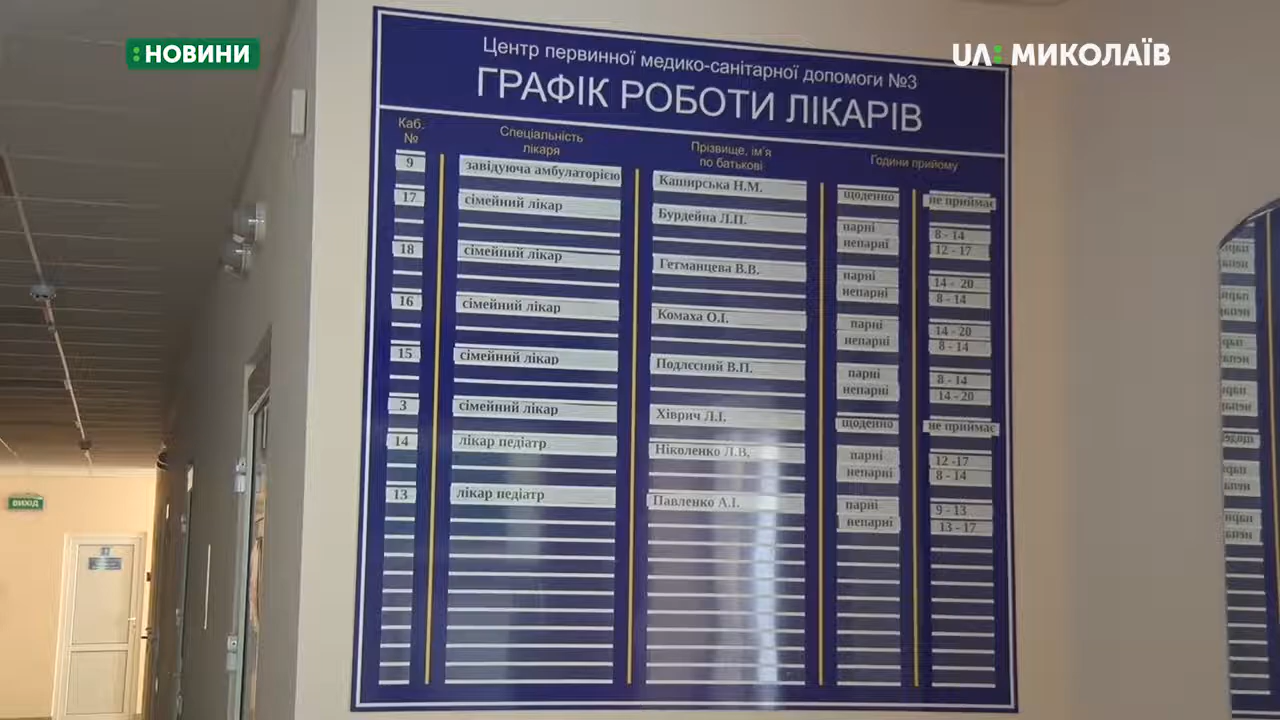 : НОВИНИ
UA: МИКОЛАЇВ
Центр первинної медико-санітарної допомоги №3
ГРАФІК РОБОТИ ЛІКАРІВ
Каб. №
Спеціальність лікаря
Прізвище, ім'я по батькові
Години прийому
9 завідуюча амбулаторією Каширська Н.М. щоденно не приймає
17 сімейний лікар Бурдейна Л.П.
парні 8 - 14
непарні 12 - 17
18 сімейний лікар Гетманцева В.В.
парні 14 - 20
непарні 8 - 14
16 сімейний лікар Комаха О.І.
парні 14 - 20
непарні 8 - 14
15 сімейний лікар Подлєсний В.П.
парні 8 - 14
непарні 14 - 20
3 сімейний лікар Хіврич Л.І. щоденно не приймає
14 лікар педіатр Ніколенко Л.В.
парні 12 -17
непарні 8 - 14
13 лікар педіатр Павленко А.І.
парні 9 - 13
непарні 13 - 17
ВИХІД